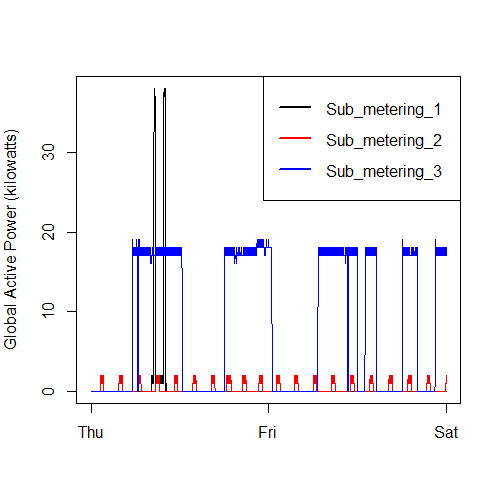 Sub_metering_1
Sub_metering_2
Sub_metering_3
Global Active Power (kilowatts)
30
20
10
0
Thu Fri Sat